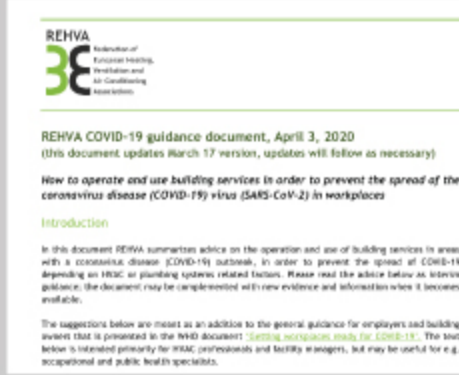 REHVA
Federation of
European Heating,
Ventilation and
Air Conditioning
Associations
REHVA COVID-19 guidance document, April 3, 2020
(this document updates March 17 version, updates will follow as necessary)
How to operate and use building services in order to prevent the spread of the
coronavirus disease (COVID-19) virus (SARS-CoV-2) in workplaces
Introduction
In this document REHVA summarizes advice on the operation and use of building services in areas
with a coronavirus disease (COVID-19) outbreak, in order to prevent the spread of COVID-19
depending on HVAC or plumbing systems related factors. Please read the advice below as interim
guidance; the document may be complemented with new evidence and information when it becomes
available.
The suggestions below are meant as an addition to the general guidance for employers and building
owners that is presented in the WHO document 'Getting workplaces ready for COVID-19'. The text
below is intended primarily for HVAC professionals and facility managers, but may be useful for e.g.
occupational and public health specialists.